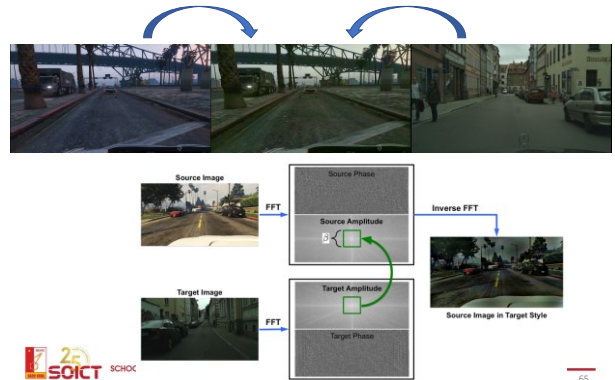 Source Image
FFT
Source Phase
Source Amplitude
β
Inverse FFT
Target Image
FFT
Target Amplitude
Target Phase
Source Image in Target Style
25
SOICT
SCHOO
65